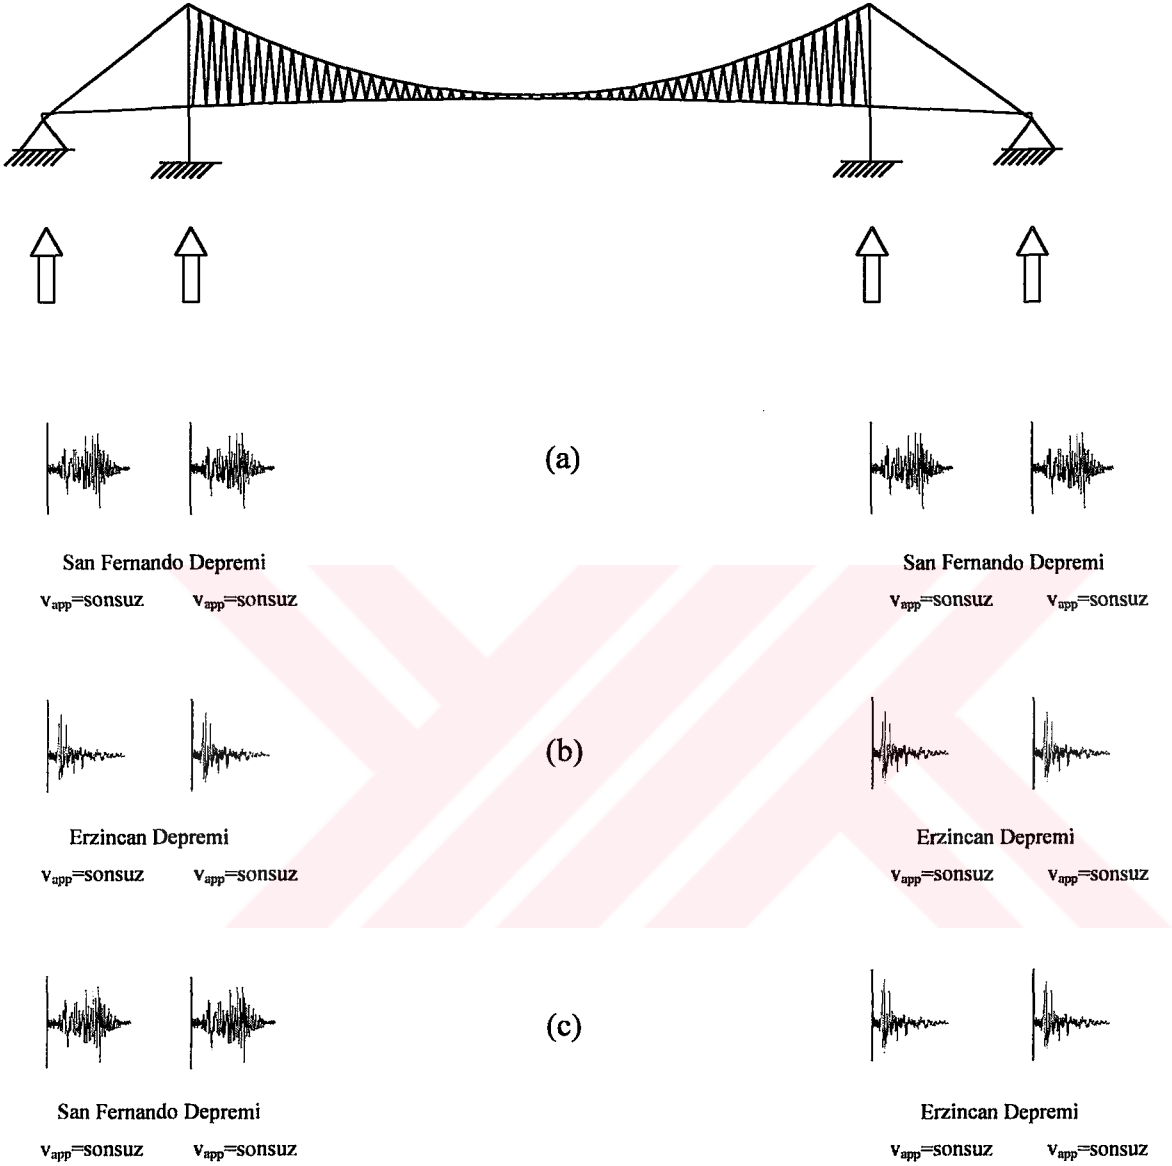 (a)
San Fernando Depremi San Fernando Depremi
v_app=sonsuz v_app=sonsuz v_app=sonsuz v_app=sonsuz
(b)
Erzincan Depremi Erzincan Depremi
v_app=sonsuz v_app=sonsuz v_app=sonsuz v_app=sonsuz
(c)
San Fernando Depremi Erzincan Depremi
v_app=sonsuz v_app=sonsuz v_app=sonsuz v_app=sonsuz